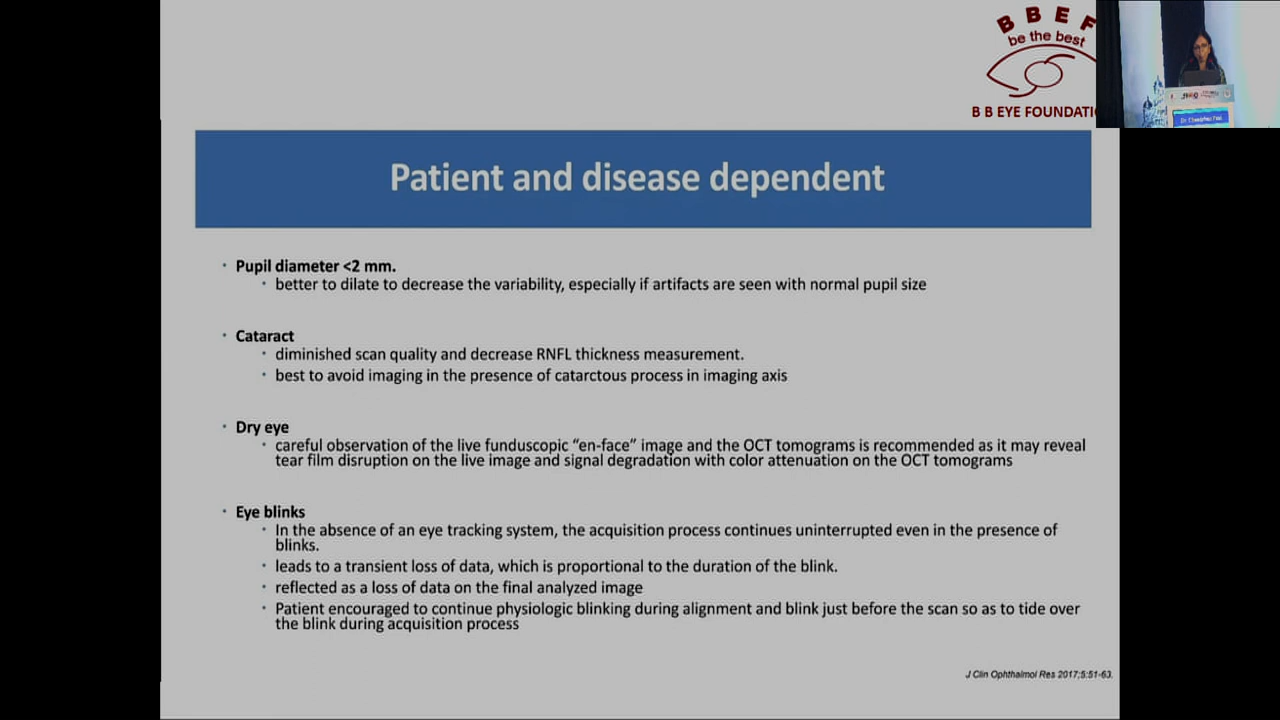 B B E F
be the best
B B EYE FOUNDATI
Patient and disease dependent
• Pupil diameter <2 mm.
• better to dilate to decrease the variability, especially if artifacts are seen with normal pupil size
• Cataract
• diminished scan quality and decrease RNFL thickness measurement.
• best to avoid imaging in the presence of catarctous process in imaging axis
• Dry eye
• careful observation of the live funduscopic “en-face” image and the OCT tomograms is recommended as it may reveal
tear film disruption on the live image and signal degradation with color attenuation on the OCT tomograms
• Eye blinks
• In the absence of an eye tracking system, the acquisition process continues uninterrupted even in the presence of
blinks.
• leads to a transient loss of data, which is proportional to the duration of the blink.
• reflected as a loss of data on the final analyzed image
• Patient encouraged to continue physiologic blinking during alignment and blink just before the scan so as to tide over
the blink during acquisition process
J Clin Ophthalmol Res 2017;5:51-63.